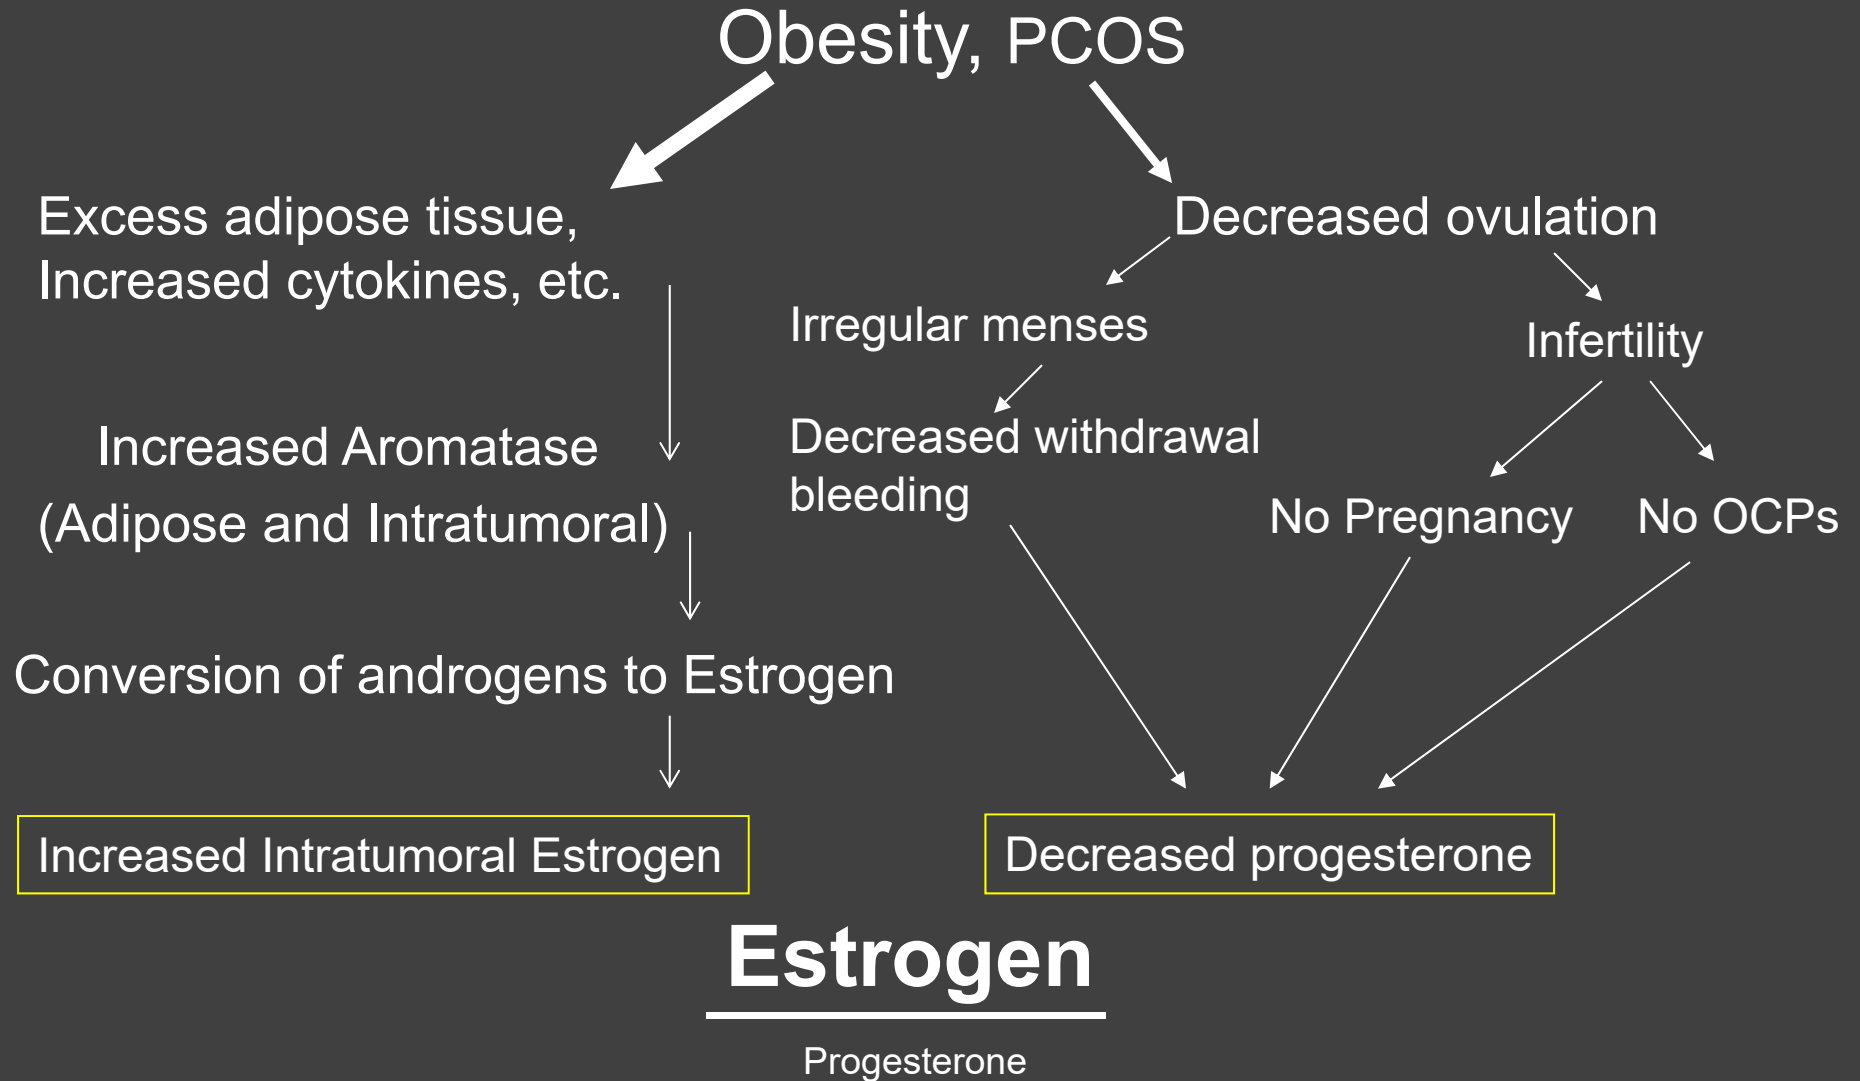 Obesity, PCOS
Excess adipose tissue,
Increased cytokines, etc.
Increased Aromatase
(Adipose and Intratumoral)
Conversion of androgens to Estrogen
Increased Intratumoral Estrogen
Decreased ovulation
Irregular menses
Decreased withdrawal
bleeding
Infertility
No Pregnancy
No OCPs
Decreased progesterone
Estrogen
Progesterone